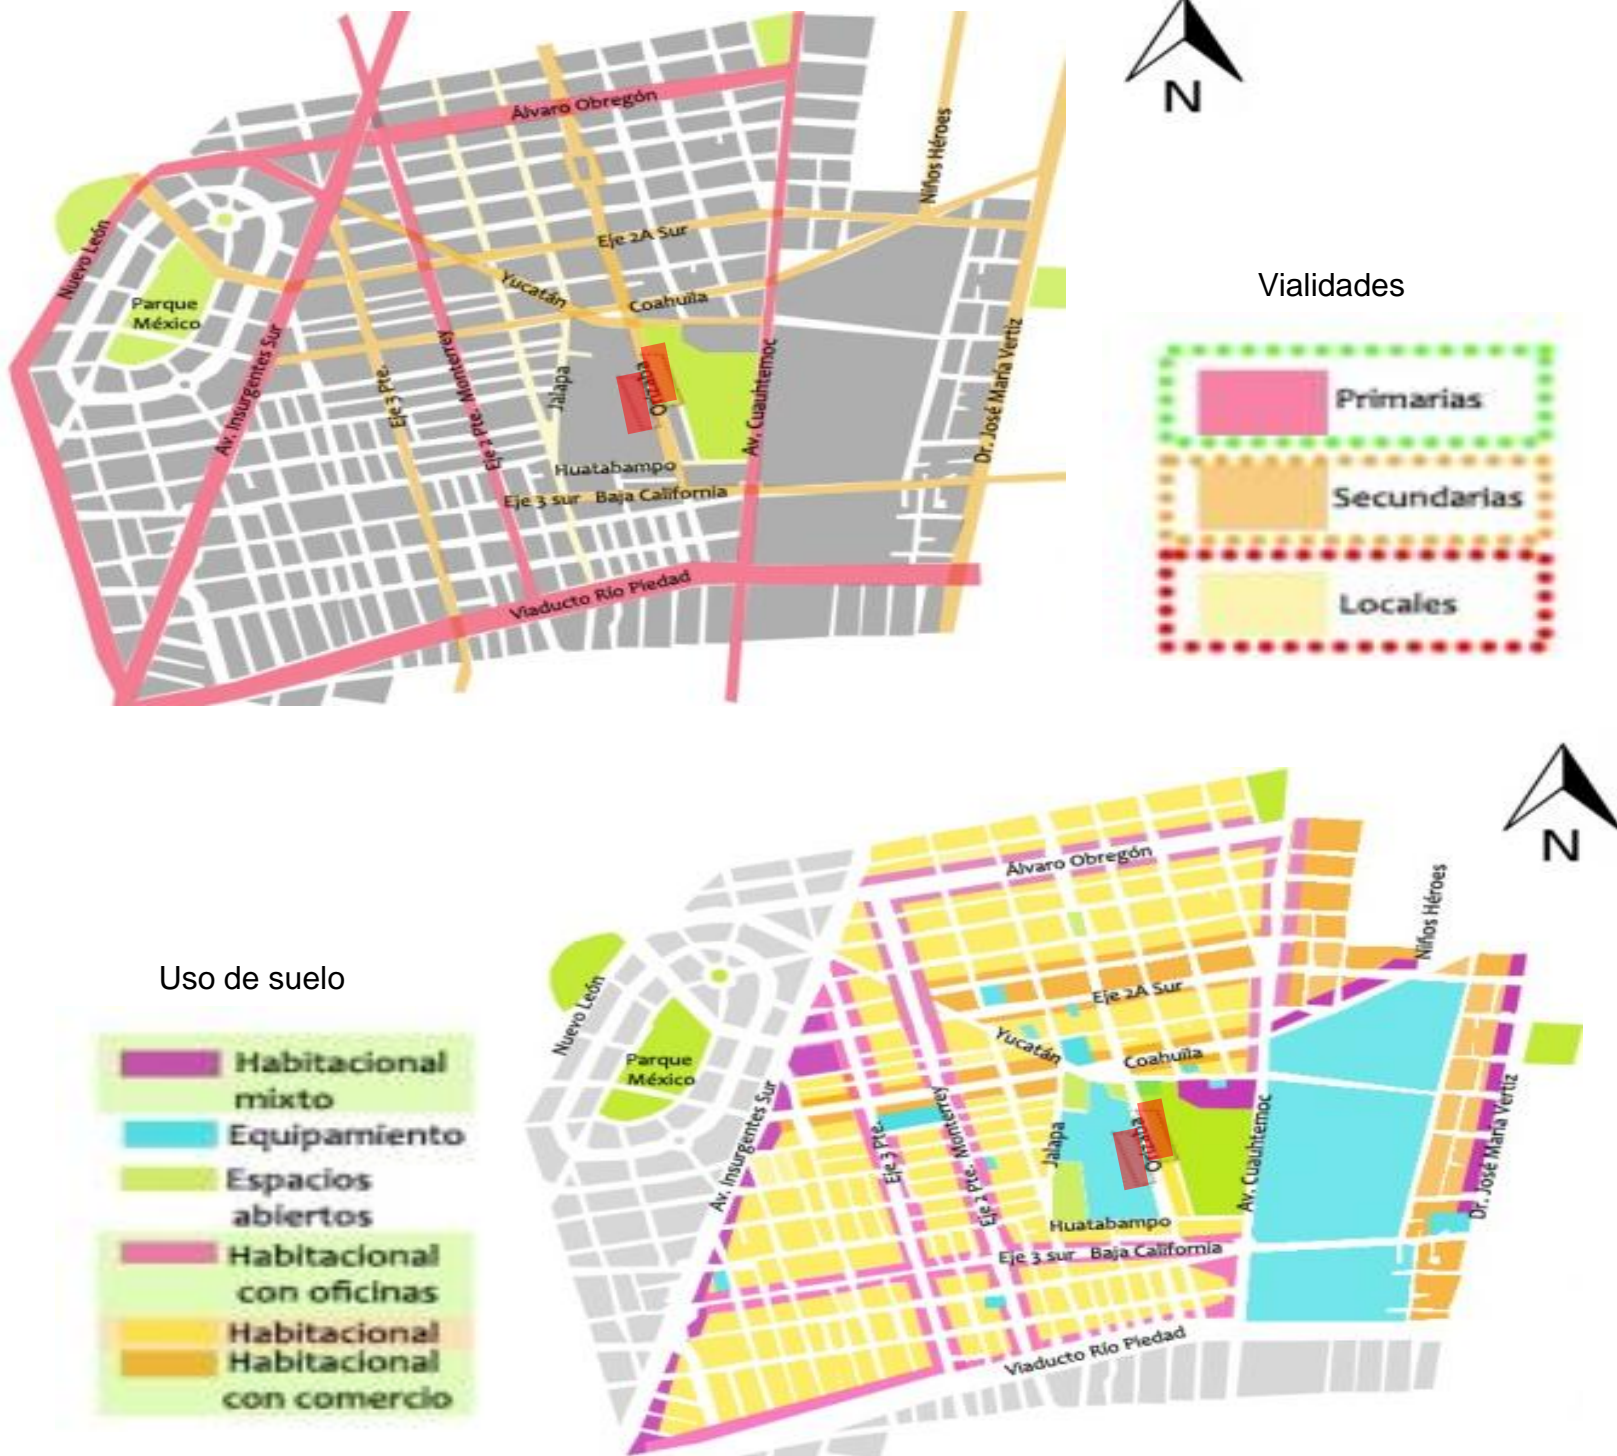 N
Álvaro Obregón
Niños Héroes
Nuevo León
Eje 2A Sur
Yucatán
Coahuila
Parque
México
Av. Insurgentes Sur
Eje 3 Pte.
Eje 2 Pte. Monterrey
Jalapa
Orizaba
Av. Cuauhtemoc
Dr. José María Vertiz
Huatabampo
Eje 3 sur Baja California
Viaducto Río Piedad
Vialidades
Primarias
Secundarias
Locales
N
Álvaro Obregón
Niños Héroes
Nuevo León
Eje 2A Sur
Yucatán
Coahuila
Parque
México
Av. Insurgentes Sur
Eje 3 Pte.
Eje 2 Pte. Monterrey
Jalapa
Orizaba
Av. Cuauhtemoc
Dr. José María Vertiz
Huatabampo
Eje 3 sur Baja California
Viaducto Río Piedad
Uso de suelo
Habitacional
mixto
Equipamiento
Espacios
abiertos
Habitacional
con oficinas
Habitacional
Habitacional
con comercio